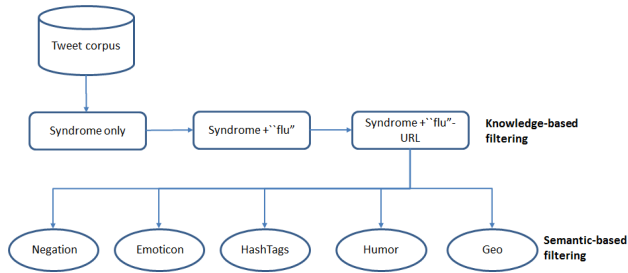 Tweet corpus
Syndrome only
Syndrome +``flu”
Syndrome +``flu”-
URL
Knowledge-based
filtering
Negation
Emoticon
HashTags
Humor
Geo
Semantic-based
filtering